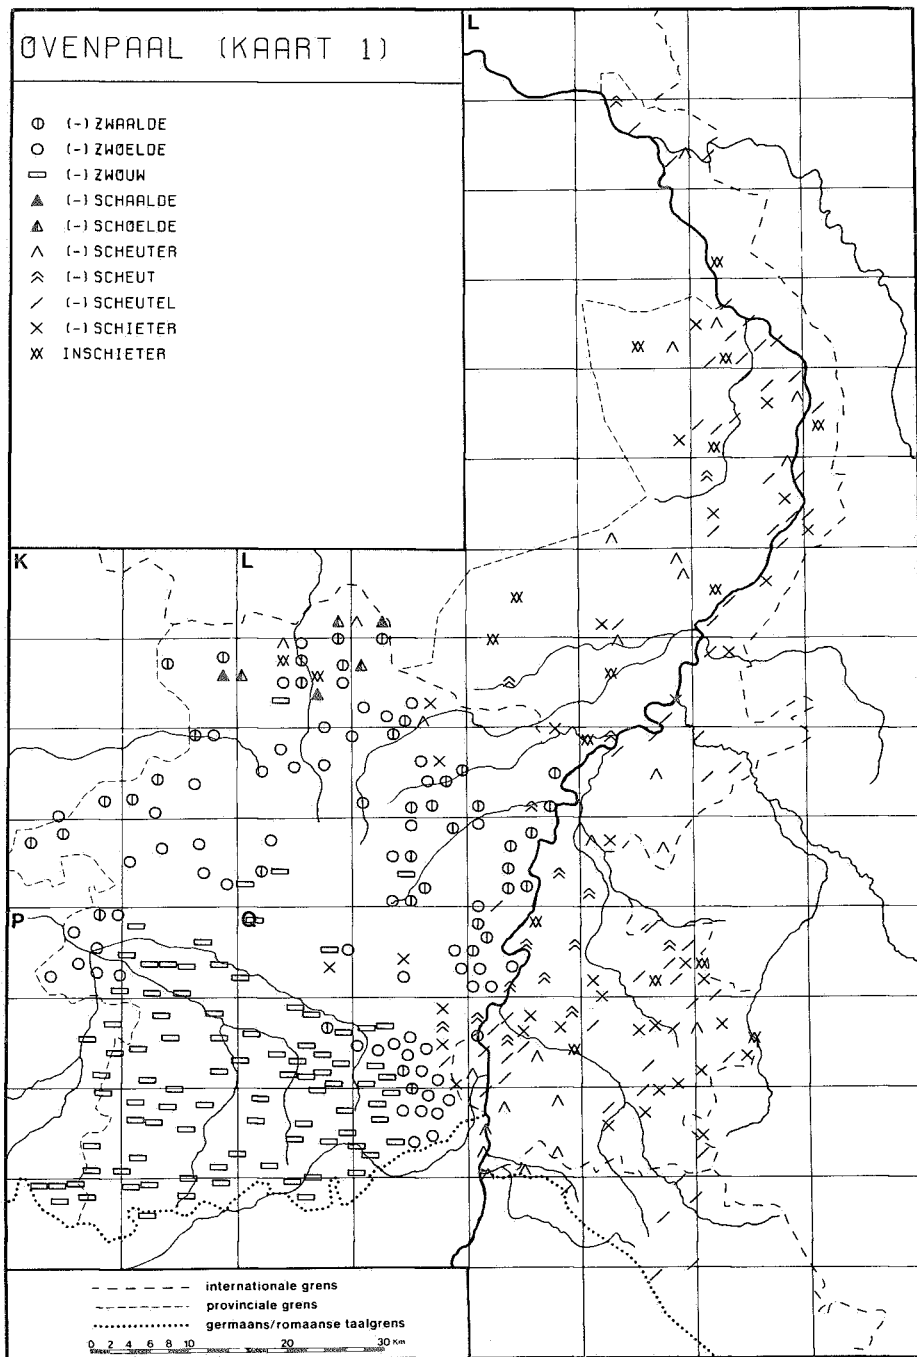 ØVENPAAL (KAART 1)
L
(-) ZWAALDE
(-) ZWØELDE
(-) ZWØUW
(-) SCHAALDE
(-) SCHØELDE
(-) SCHEUTER
(-) SCHEUT
(-) SCHEUTEL
(-) SCHIETER
INSCHIETER
K L
P Q
internationale grens
provinciale grens
germaans/romaanse taalgrens
0 2 4 6 8 10 20 30 Km